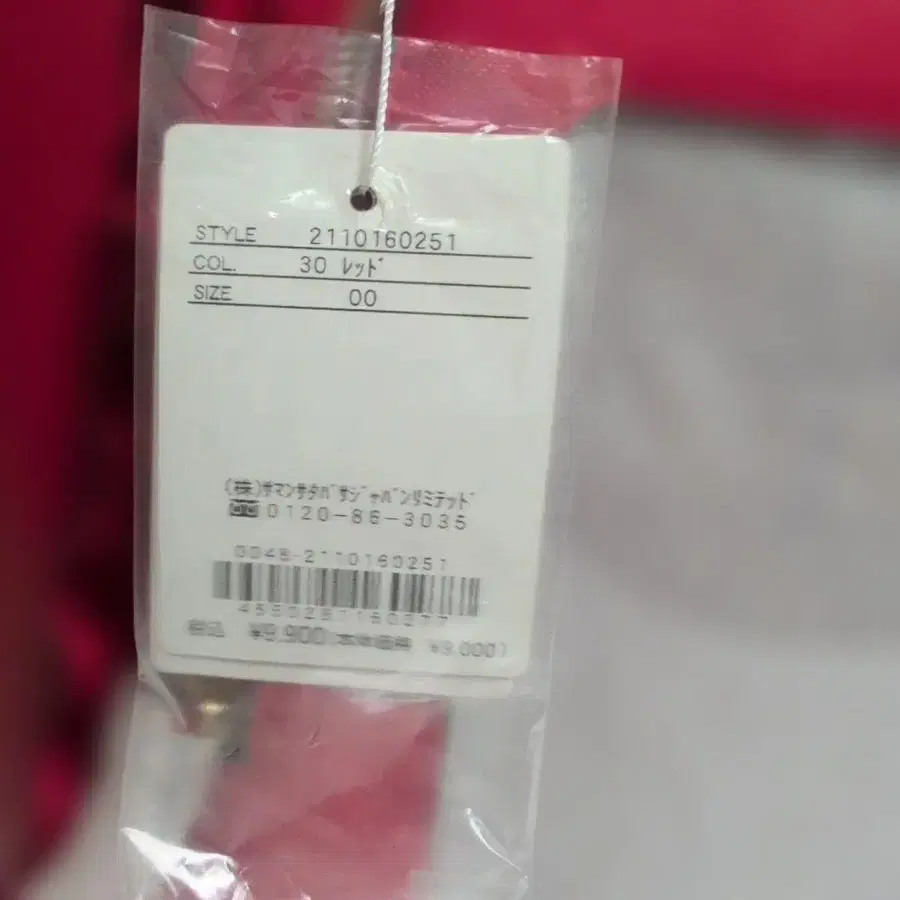 STYLE 2110160251
COL. 30 ﾚｯﾄﾞ
SIZE 00
(株)ｻﾏﾝｻﾀﾊﾞｻｼﾞｬﾊﾟﾝﾘﾐﾃｯﾄﾞ
0120-86-3035
0048-2110160251
税込 ¥9,900(本体価格 ¥9,000)